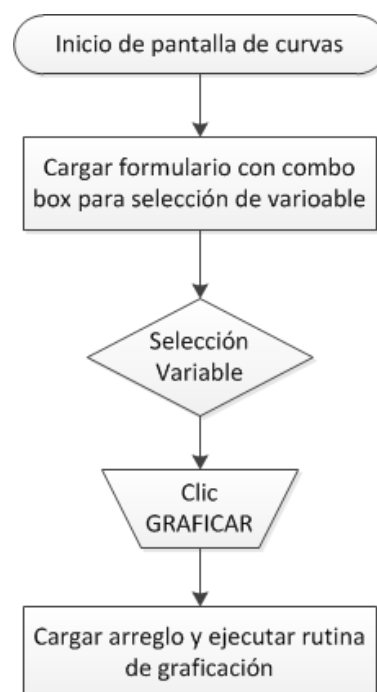 Inicio de pantalla de curvas
Cargar formulario con combo
box para selección de varioable
Selección
Variable
Clic
GRAFICAR
Cargar arreglo y ejecutar rutina
de graficación